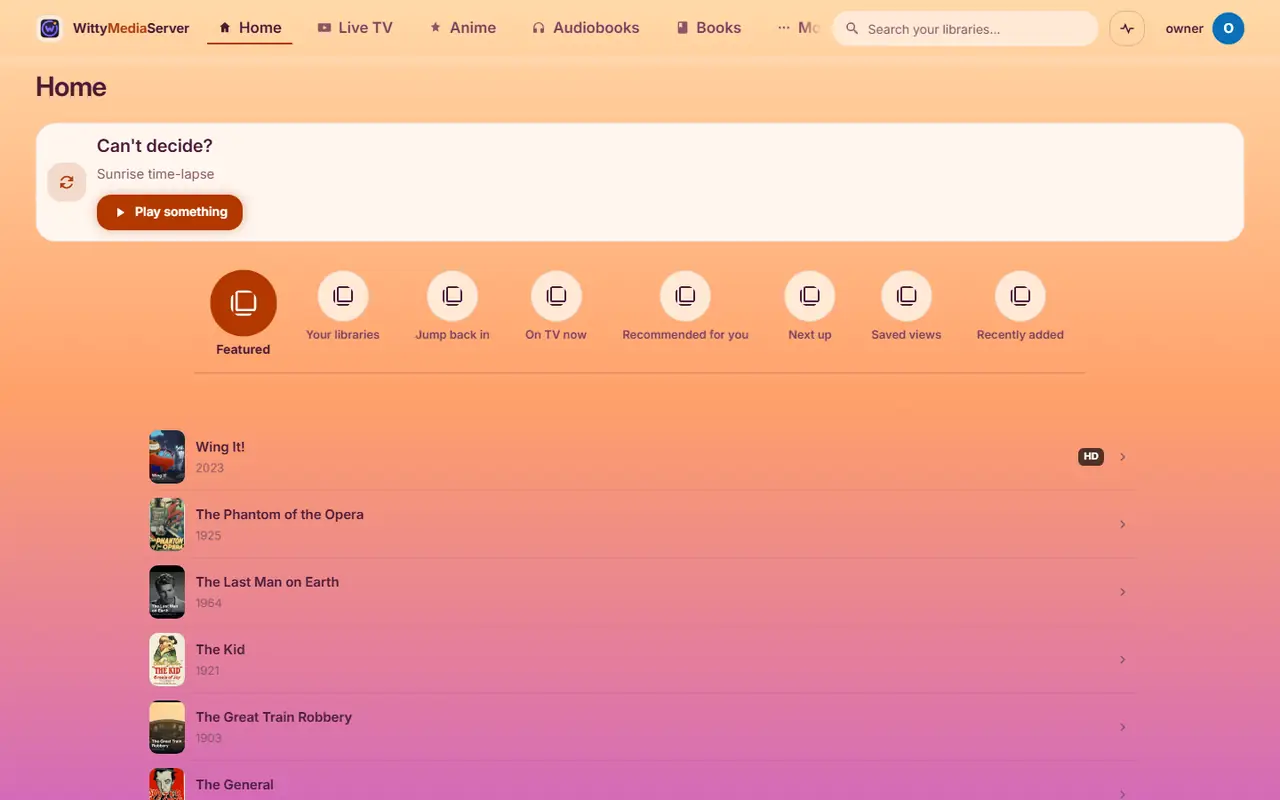 WittyMediaServer
Home
Live TV
Anime
Audiobooks
Books
Search your libraries...
owner
O
Home
Can't decide?
Sunrise time-lapse
Play something
Featured
Your libraries
Jump back in
On TV now
Recommended for you
Next up
Saved views
Recently added
Wing It!
2023
HD
The Phantom of the Opera
1925
The Last Man on Earth
1964
The Kid
1921
The Great Train Robbery
1903
The General